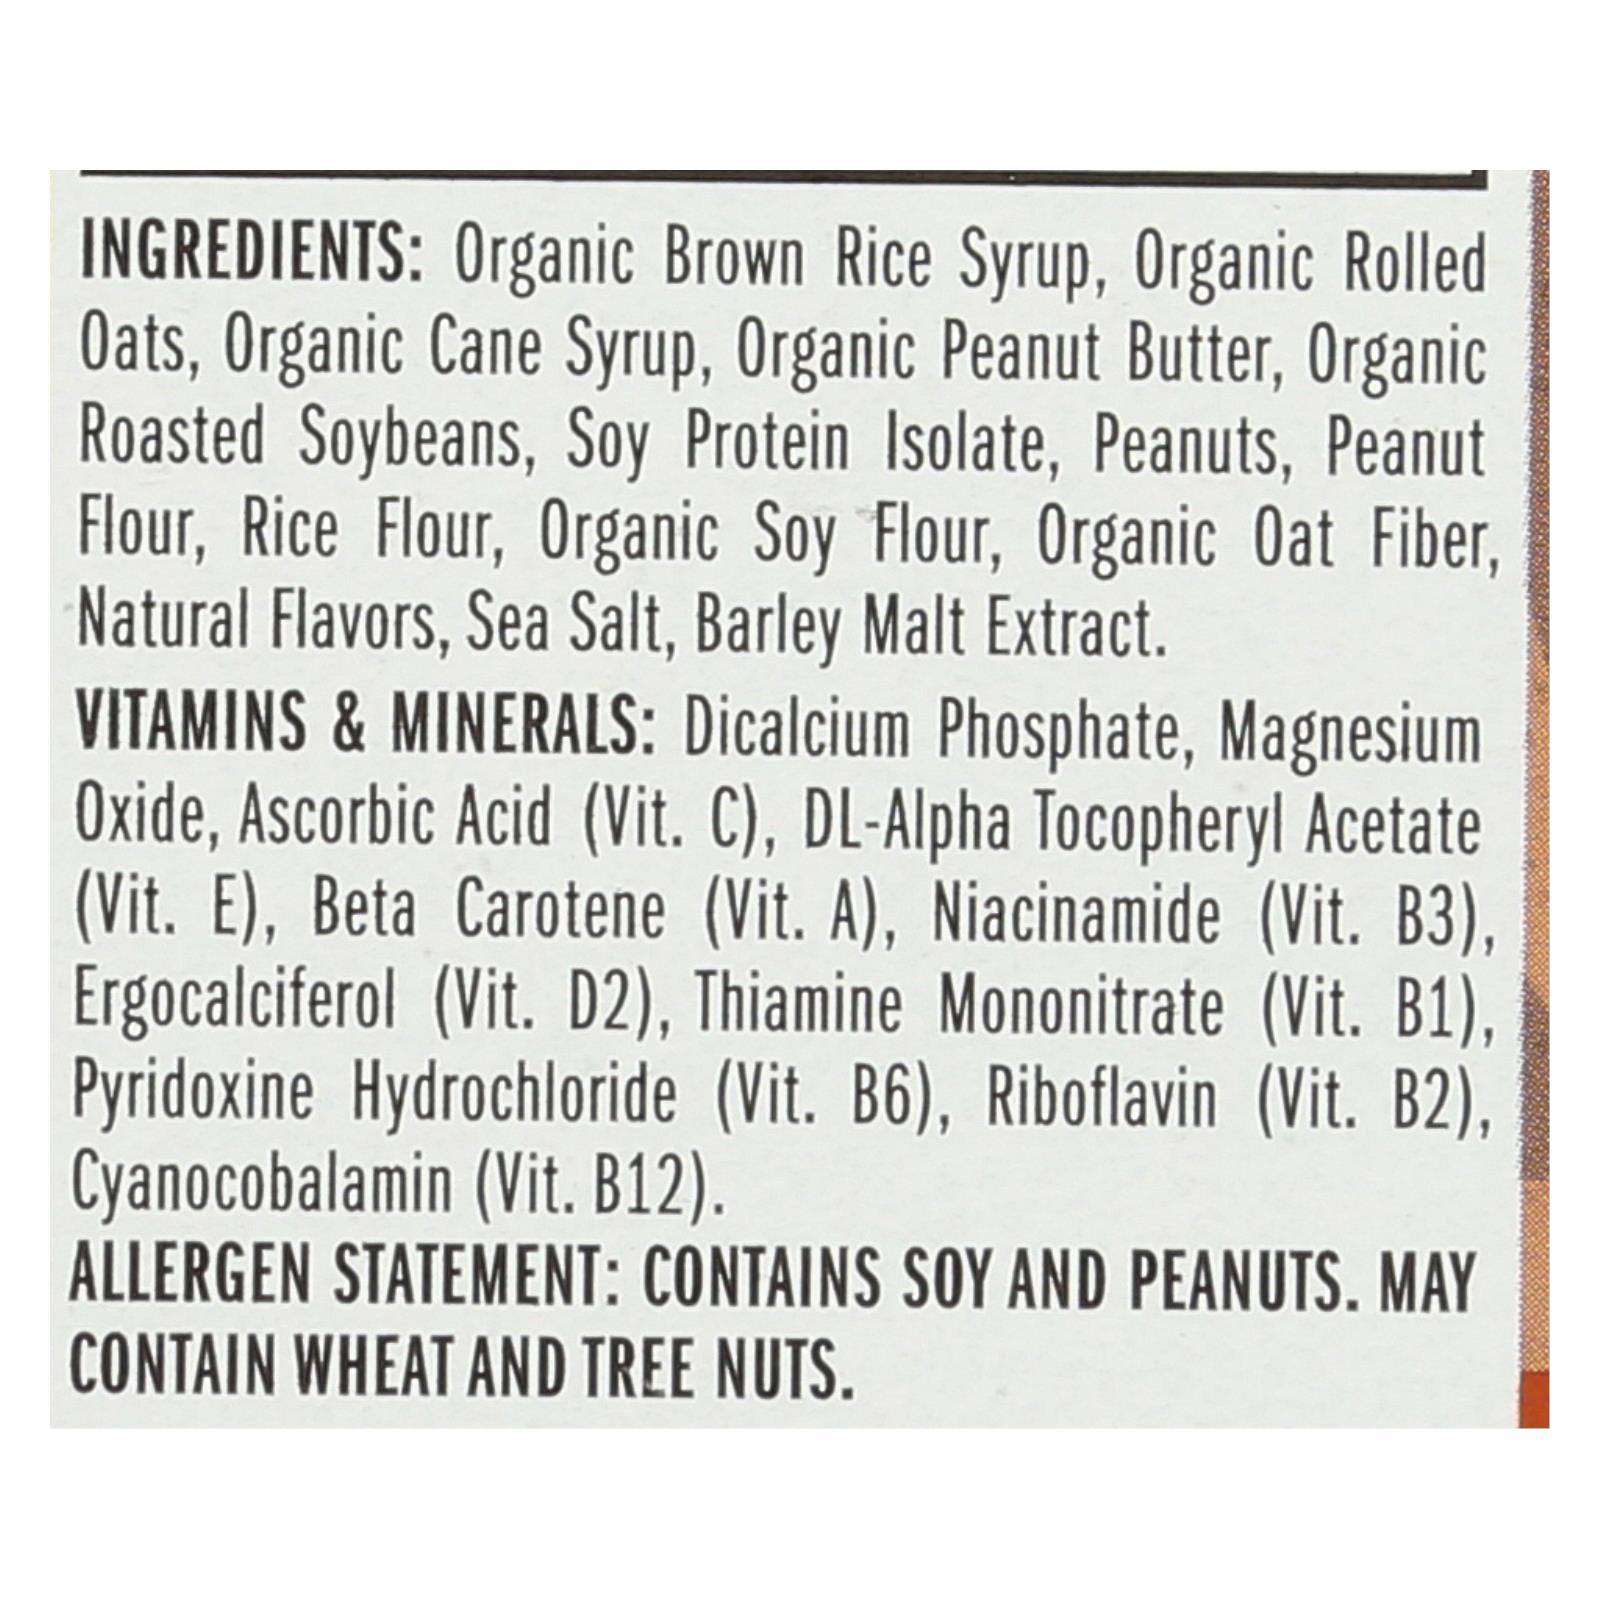 INGREDIENTS: Organic Brown Rice Syrup, Organic Rolled
Oats, Organic Cane Syrup, Organic Peanut Butter, Organic
Roasted Soybeans, Soy Protein Isolate, Peanuts, Peanut
Flour, Rice Flour, Organic Soy Flour, Organic Oat Fiber,
Natural Flavors, Sea Salt, Barley Malt Extract.
VITAMINS & MINERALS: Dicalcium Phosphate, Magnesium
Oxide, Ascorbic Acid (Vit. C), DL-Alpha Tocopheryl Acetate
(Vit. E), Beta Carotene (Vit. A), Niacinamide (Vit. B3),
Ergocalciferol (Vit. D2), Thiamine Mononitrate (Vit. B1),
Pyridoxine Hydrochloride (Vit. B6), Riboflavin (Vit. B2),
Cyanocobalamin (Vit. B12).
ALLERGEN STATEMENT: CONTAINS SOY AND PEANUTS. MAY
CONTAIN WHEAT AND TREE NUTS.